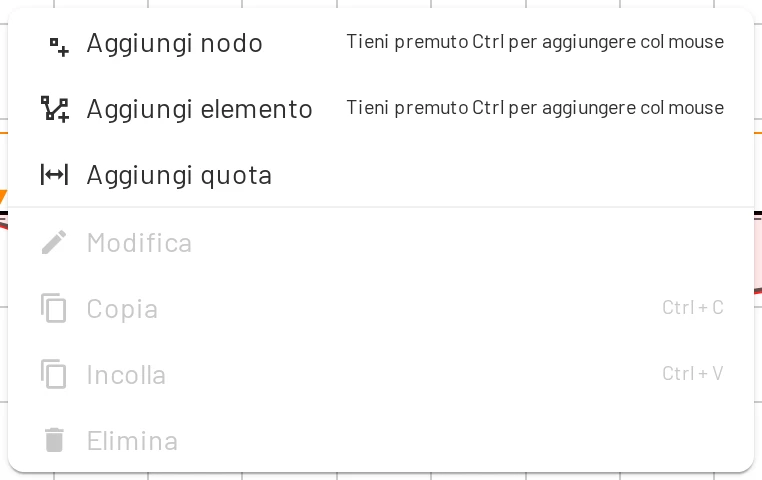 Aggiungi nodo Tieni premuto Ctrl per aggiungere col mouse
Aggiungi elemento Tieni premuto Ctrl per aggiungere col mouse
Aggiungi quota
Modifica
Copia Ctrl + C
Incolla Ctrl + V
Elimina